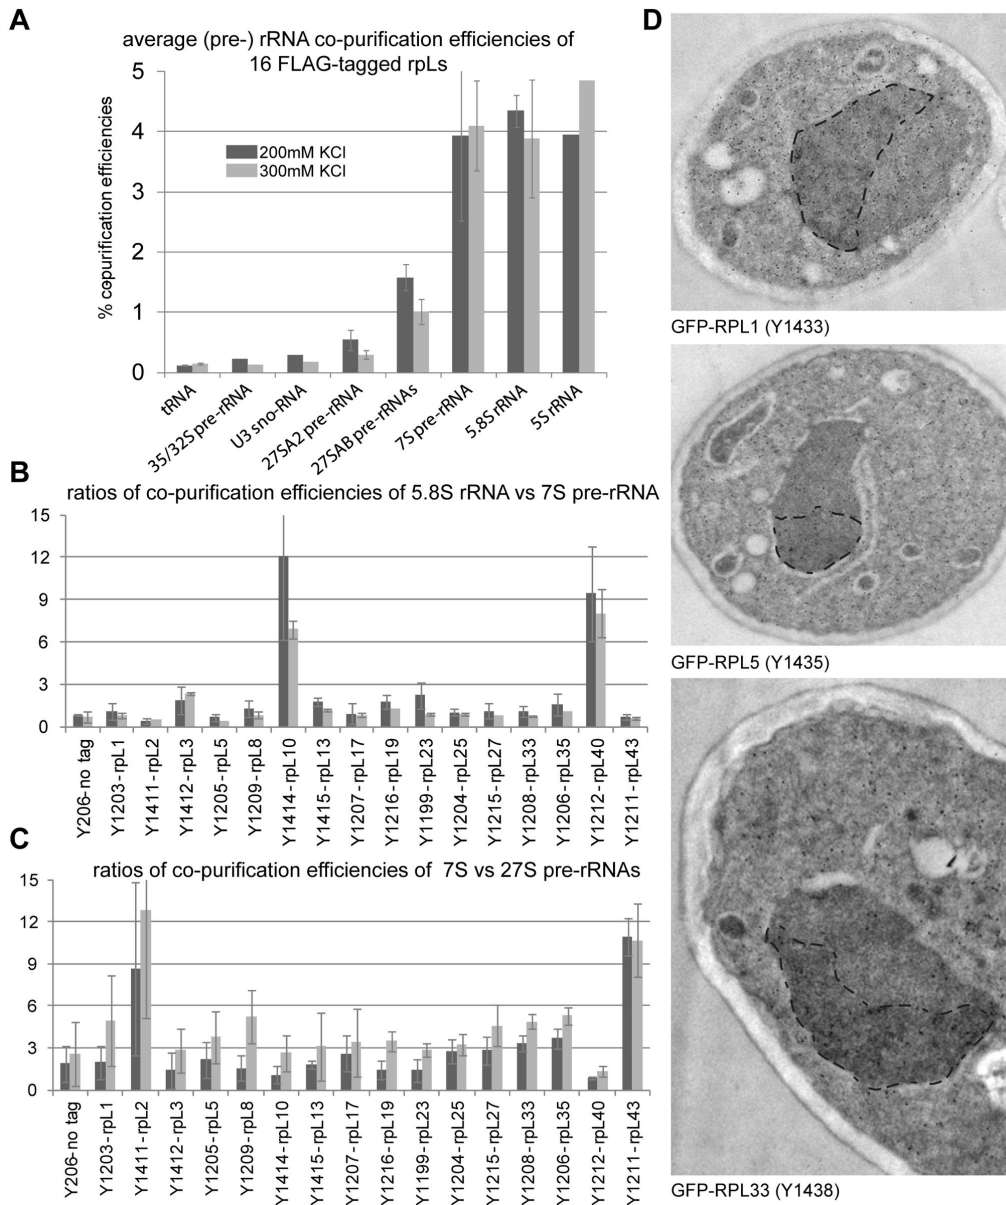 A
average (pre-) rRNA co-purification efficiencies of
16 FLAG-tagged rpLs
% copurification efficiencies
5
4
3
2
1
0
200mM KCl
300mM KCl
tRNA
35/32S pre-rRNA
U3 sno-RNA
27SA2 pre-rRNA
27SAB pre-rRNAs
7S pre-rRNA
5.8S rRNA
5S rRNA
B
ratios of co-purification efficiencies of 5.8S rRNA vs 7S pre-rRNA
15
12
9
6
3
0
Y206-no tag
Y1203-rpL1
Y1411-rpL2
Y1412-rpL3
Y1205-rpL5
Y1209-rpL8
Y1414-rpL10
Y1415-rpL13
Y1207-rpL17
Y1216-rpL19
Y1199-rpL23
Y1204-rpL25
Y1215-rpL27
Y1208-rpL33
Y1206-rpL35
Y1212-rpL40
Y1211-rpL43
C
ratios of co-purification efficiencies of 7S vs 27S pre-rRNAs
15
12
9
6
3
0
Y206-no tag
Y1203-rpL1
Y1411-rpL2
Y1412-rpL3
Y1205-rpL5
Y1209-rpL8
Y1414-rpL10
Y1415-rpL13
Y1207-rpL17
Y1216-rpL19
Y1199-rpL23
Y1204-rpL25
Y1215-rpL27
Y1208-rpL33
Y1206-rpL35
Y1212-rpL40
Y1211-rpL43
D
GFP-RPL1 (Y1433)
GFP-RPL5 (Y1435)
GFP-RPL33 (Y1438)